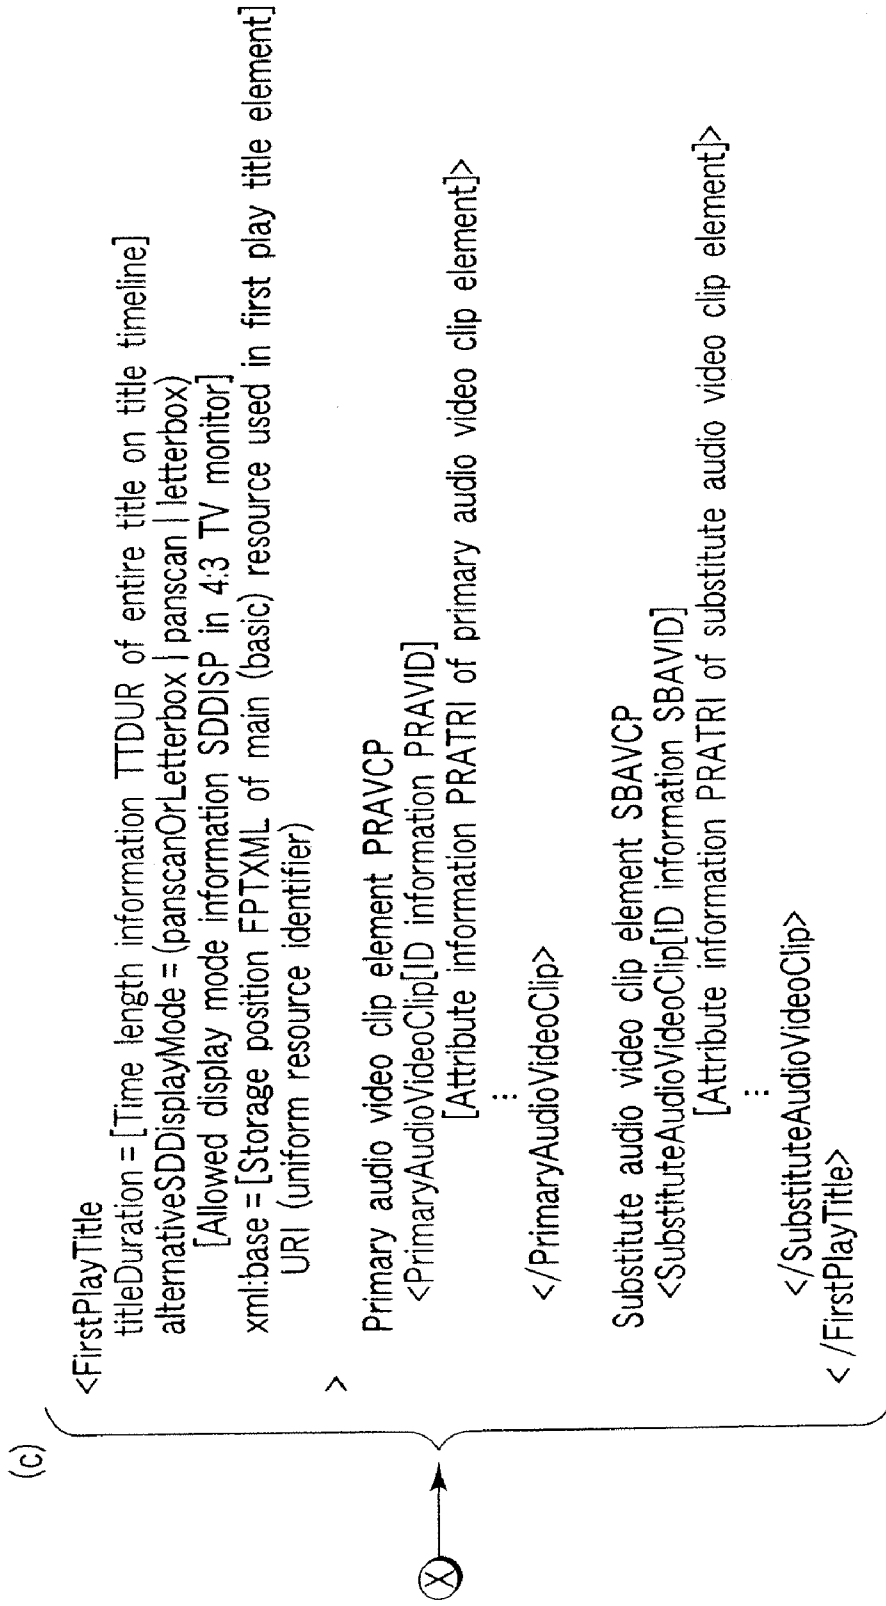 (c)
<FirstPlayTitle
titleDuration = [Time length information TTDUR of entire title on title timeline]
alternativeSDDisplayMode = (panscanOrLetterbox | panscan | letterbox)
[Allowed display mode information SDDISP in 4:3 TV monitor]
xml:base = [Storage position FPTXML of main (basic) resource used in first play title element]
URI (uniform resource identifier)
>
Primary audio video clip element PRAVCP
<PrimaryAudioVideoClip[ID information PRAVID]
[Attribute information PRATRI of primary audio video clip element]>
⋮
</PrimaryAudioVideoClip>
Substitute audio video clip element SBAVCP
<SubstituteAudioVideoClip[ID information SBAVID]
[Attribute information PRATRI of substitute audio video clip element]>
⋮
</SubstituteAudioVideoClip>
< /FirstPlayTitle>
X